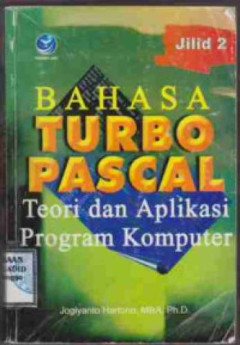 Jilid 2
BAHASA
TURBO
PASCAL
Teori dan Aplikasi
Program Komputer
Jogiyanto Hartono, MBA, Ph.D.